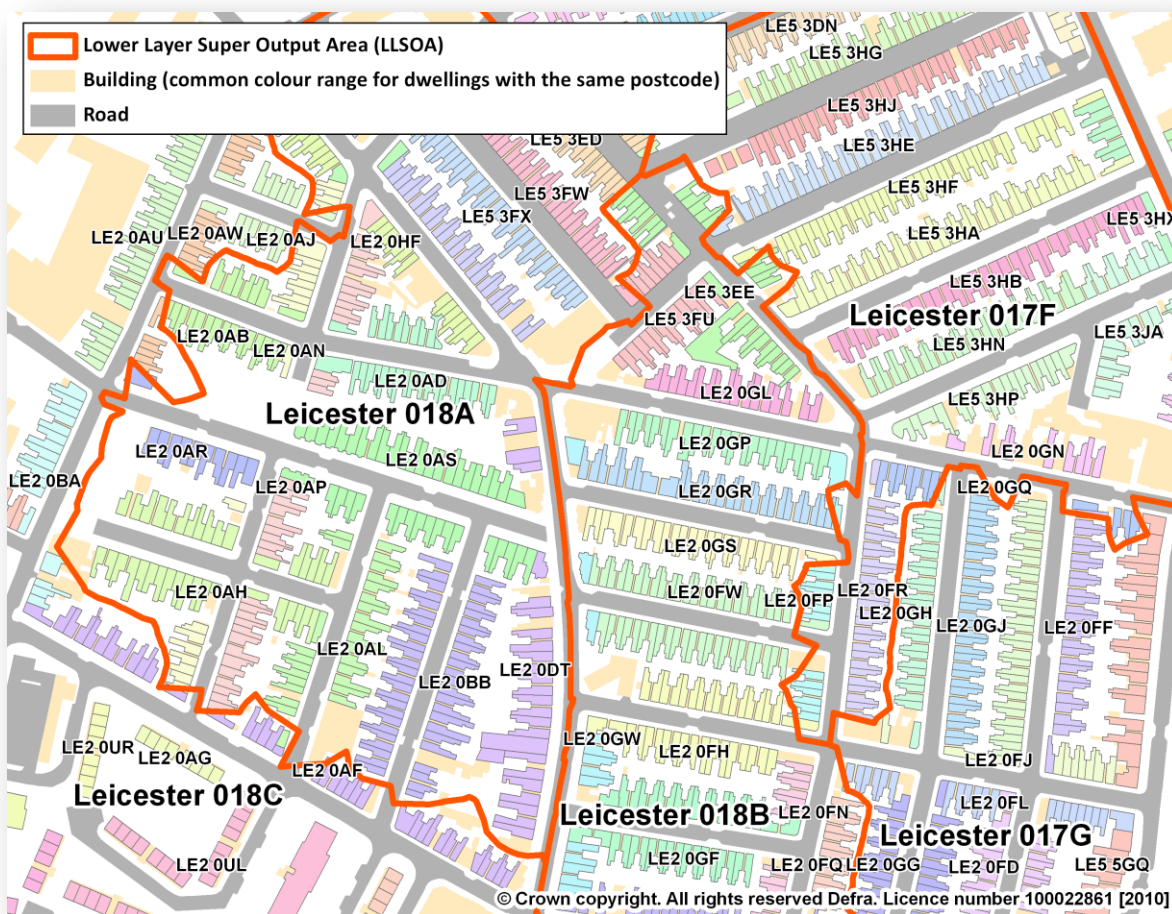 Lower Layer Super Output Area (LLSOA)
Building (common colour range for dwellings with the same postcode)
Road
LE5 3DN
LE5 3HG
LE5 3HJ
LE5 3ED
LE5 3HE
LE5 3FW
LE5 3HF
LE5 3FX
LE5 3HX
LE2 0AU
LE2 0AW
LE2 0AJ
LE2 0HF
LE5 3HA
LE5 3HB
LE5 3EE
Leicester 017F
LE5 3FU
LE2 0AB
LE5 3JA
LE5 3HN
LE2 0AN
LE2 0AD
LE2 0GL
LE5 3HP
Leicester 018A
LE2 0GP
LE2 0GN
LE2 0AR
LE2 0AS
LE2 0BA
LE2 0AP
LE2 0GR
LE2 0GQ
LE2 0GS
LE2 0FR
LE2 0AH
LE2 0FW
LE2 0FP
LE2 0GH
LE2 0GJ
LE2 0FF
LE2 0AL
LE2 0BB
LE2 0DT
LE2 0GW
LE2 0FH
LE2 0UR
LE2 0AG
LE2 0FJ
LE2 0AF
Leicester 018C
LE2 0FL
Leicester 018B
LE2 0FN
Leicester 017G
LE2 0UL
LE2 0GF
LE2 0FQ
LE2 0GG
LE2 0FD
LE5 5GQ
© Crown copyright. All rights reserved Defra. Licence number 100022861 [2010]